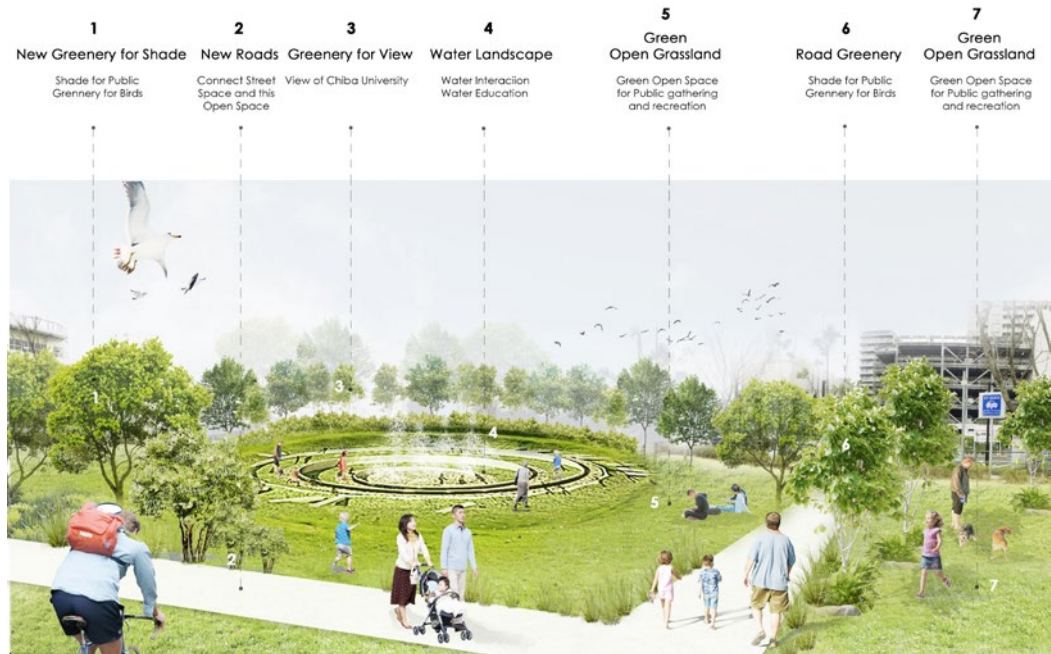 1
New Greenery for Shade
Shade for Public
Grennery for Birds
2
New Roads
Connect Street
Space and this
Open Space
3
Greenery for View
View of Chiba University
4
Water Landscape
Water Interaciion
Water Education
5
Green
Open Grassland
Green Open Space
for Public gathering
and recreation
6
Road Greenery
Shade for Public
Grennery for Birds
7
Green
Open Grassland
Green Open Space
for Public gathering
and recreation
1
3
4
6
5
2
7